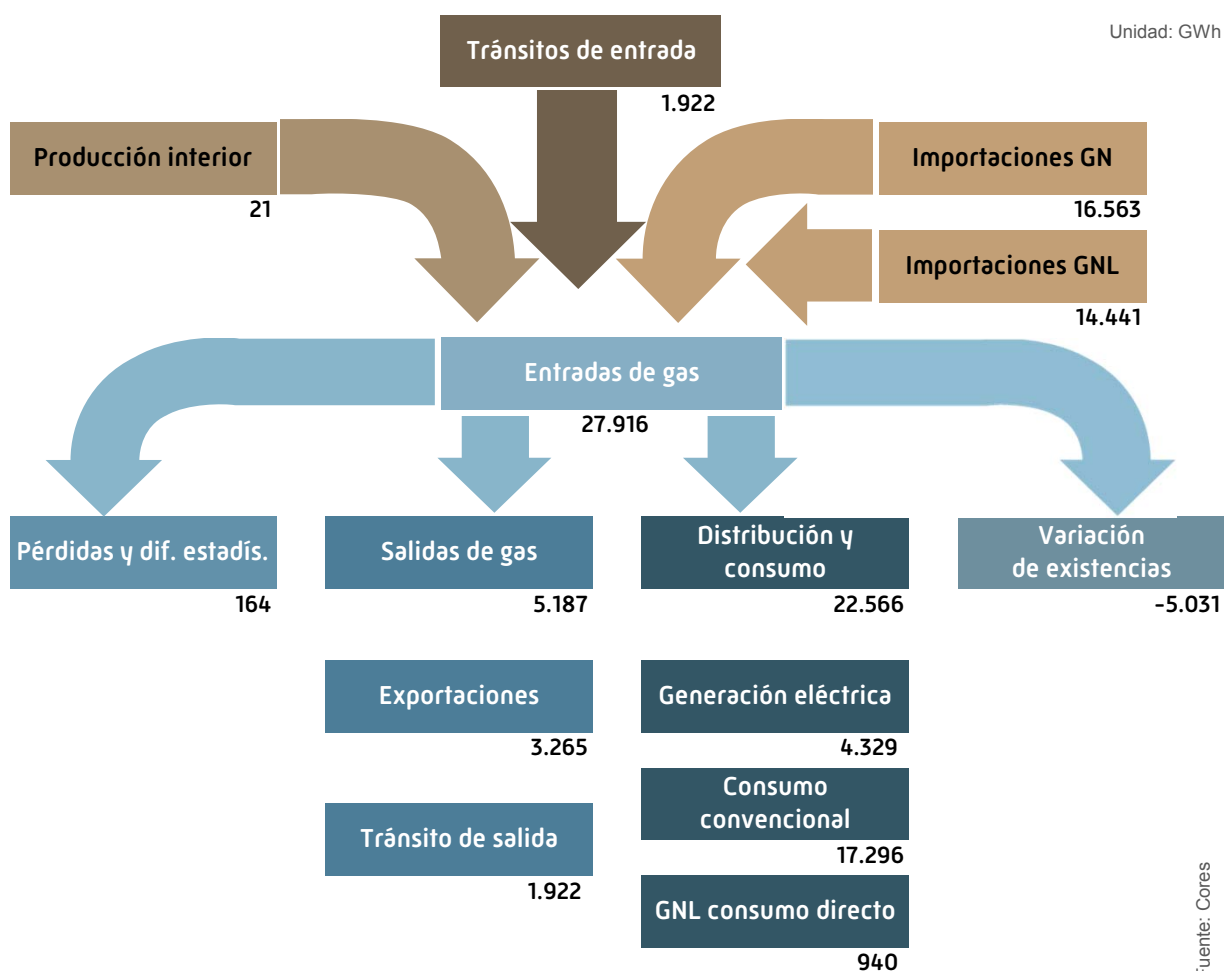 Unidad: GWh
Tránsitos de entrada
1.922
Producción interior
21
Importaciones GN
16.563
Importaciones GNL
14.441
Entradas de gas
27.916
Pérdidas y dif. estadís.
164
Salidas de gas
5.187
Distribución y
consumo
22.566
Variación
de existencias
-5.031
Exportaciones
3.265
Tránsito de salida
1.922
Generación eléctrica
4.329
Consumo
convencional
17.296
GNL consumo directo
940
Fuente: Cores